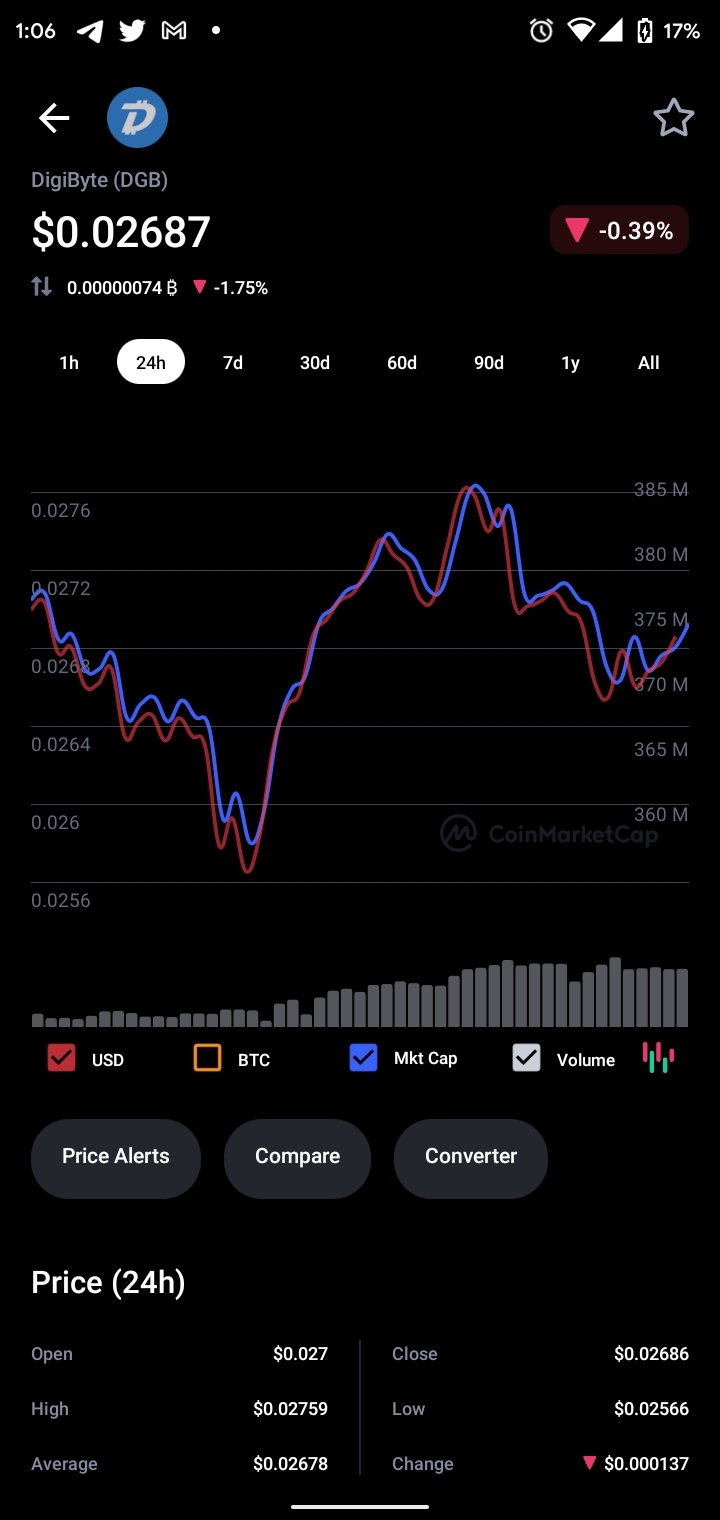 1:06 17%
DigiByte (DGB)
$0.02687 -0.39%
0.00000074 ₿ -1.75%
1h 24h 7d 30d 60d 90d 1y All
0.0276 385 M
380 M
0.0272
375 M
0.0268
370 M
0.0264 365 M
0.026 360 M
CoinMarketCap
0.0256
USD BTC Mkt Cap Volume
Price Alerts Compare Converter
Price (24h)
Open $0.027 Close $0.02686
High $0.02759 Low $0.02566
Average $0.02678 Change $0.000137